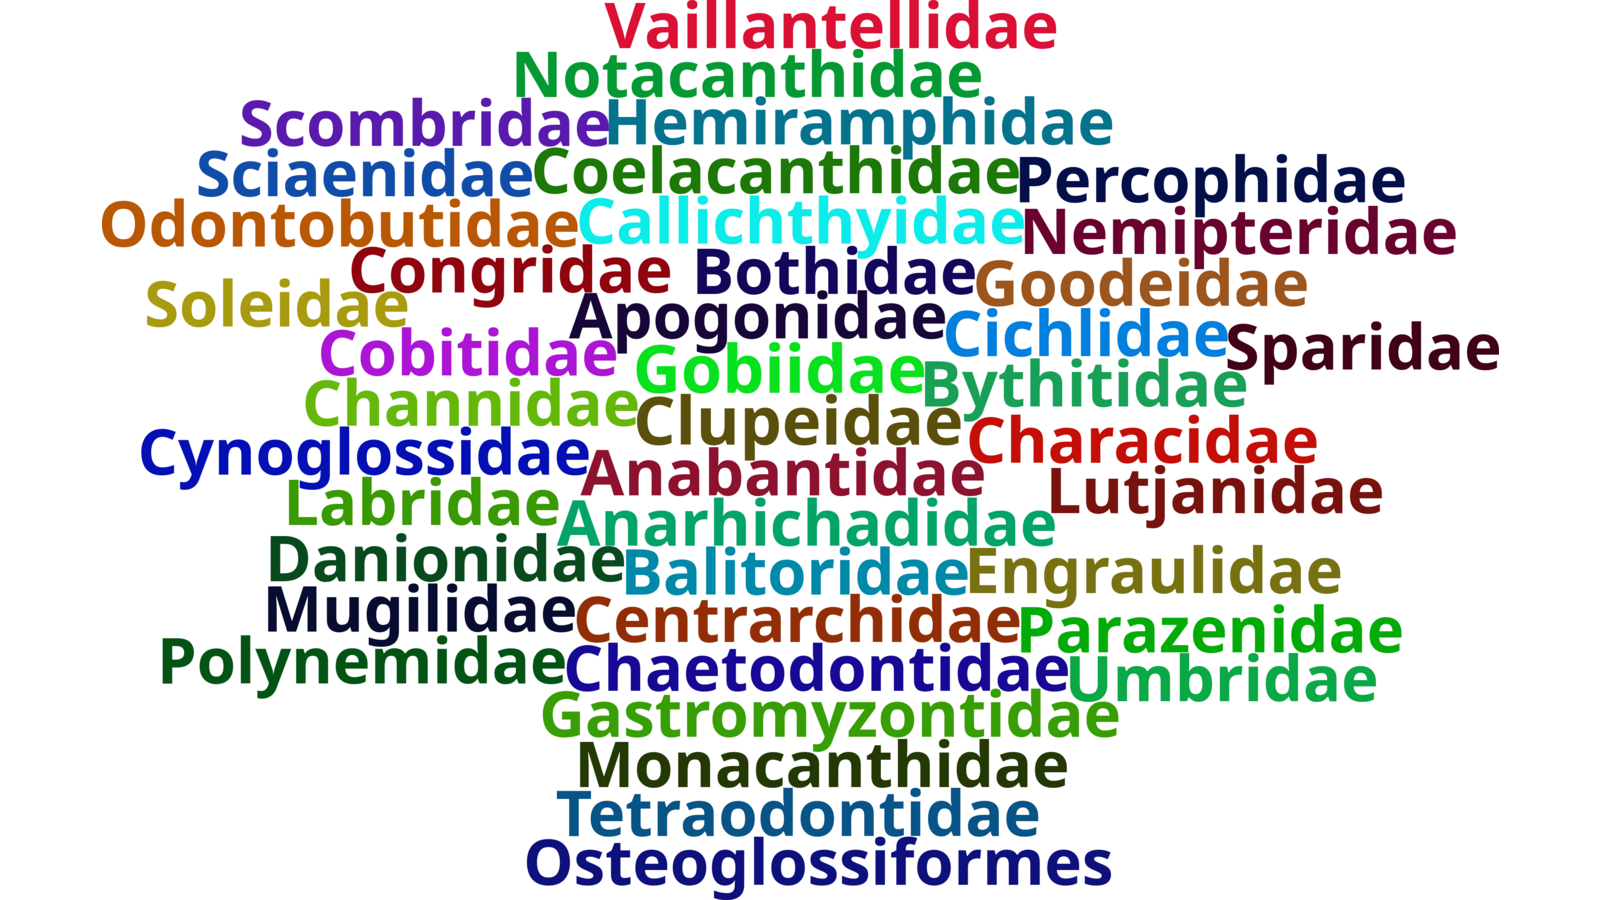 Vaillantellidae
Notacanthidae
Scombridae Hemiramphidae
Sciaenidae Coelacanthidae Percophidae
Odontobutidae Callichthyidae Nemipteridae
Congridae Bothidae Goodeidae
Soleidae Apogonidae Cichlidae Sparidae
Cobitidae Gobiidae Bythitidae
Channidae Clupeidae Characidae
Cynoglossidae Anabantidae Lutjanidae
Labridae Anarhichadidae
Danionidae Balitoridae Engraulidae
Mugilidae Centrarchidae Parazenidae
Polynemidae Chaetodontidae Umbridae
Gastromyzontidae
Monacanthidae
Tetraodontidae
Osteoglossiformes